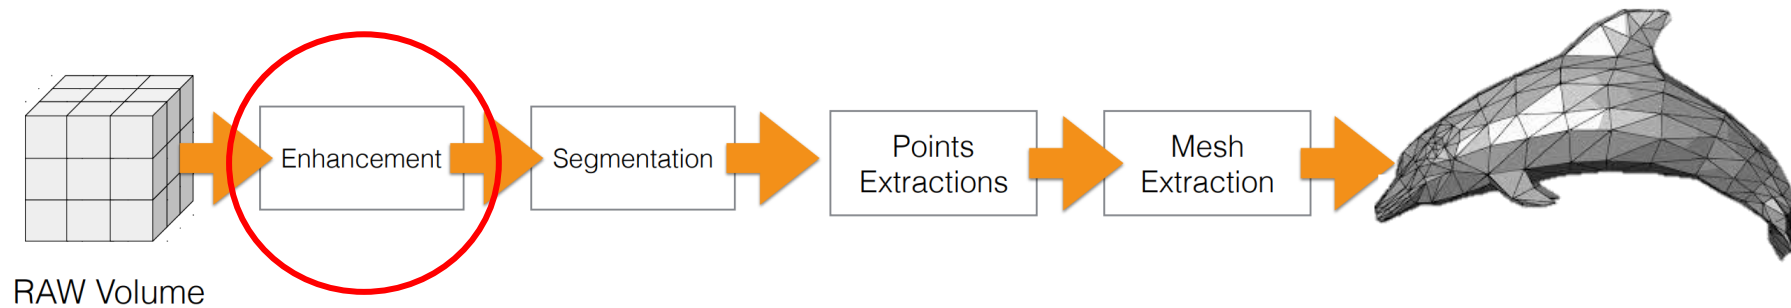 Enhancement
Segmentation
Points
Extractions
Mesh
Extraction
RAW Volume